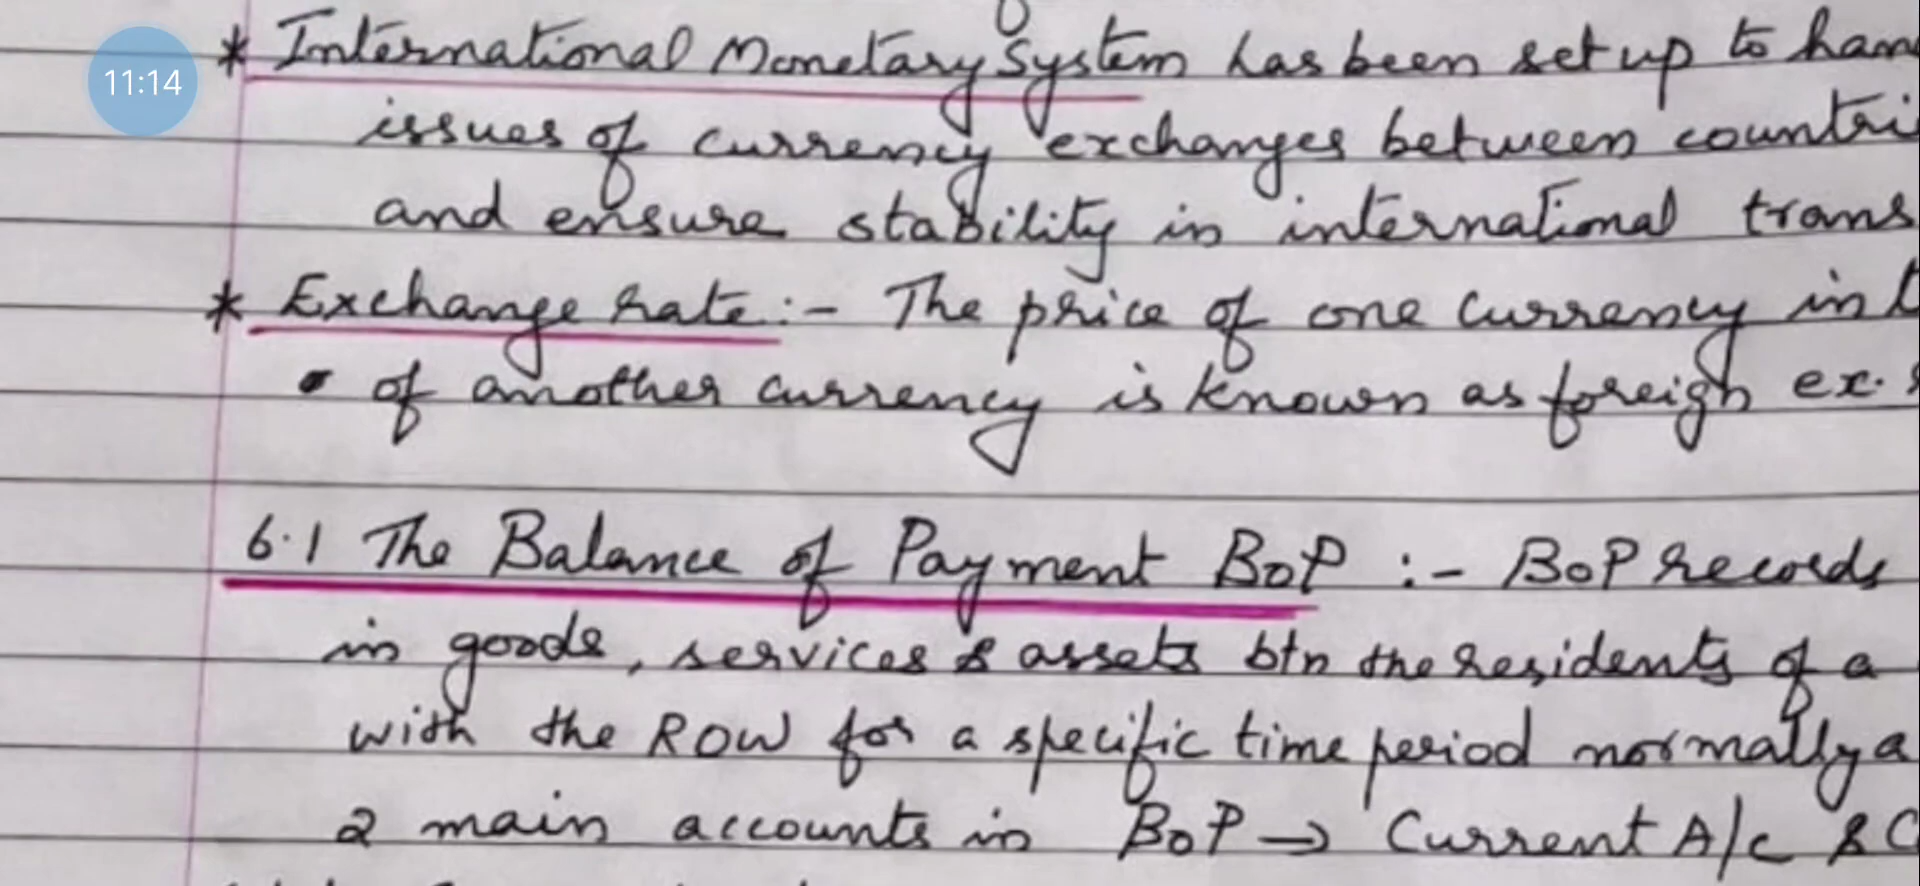 11:14
* International Monetary System has been set up to han
issues of currency exchanges between countri
and ensure stability in international trans
* Exchange rate :- The price of one currency in t
of another currency is known as foreign ex.
6.1 The Balance of Payment BoP :- BoP records
in goods, services & assets btn the residents of a
with the ROW for a specific time period normally a
2 main accounts in BoP → Current A/c & C